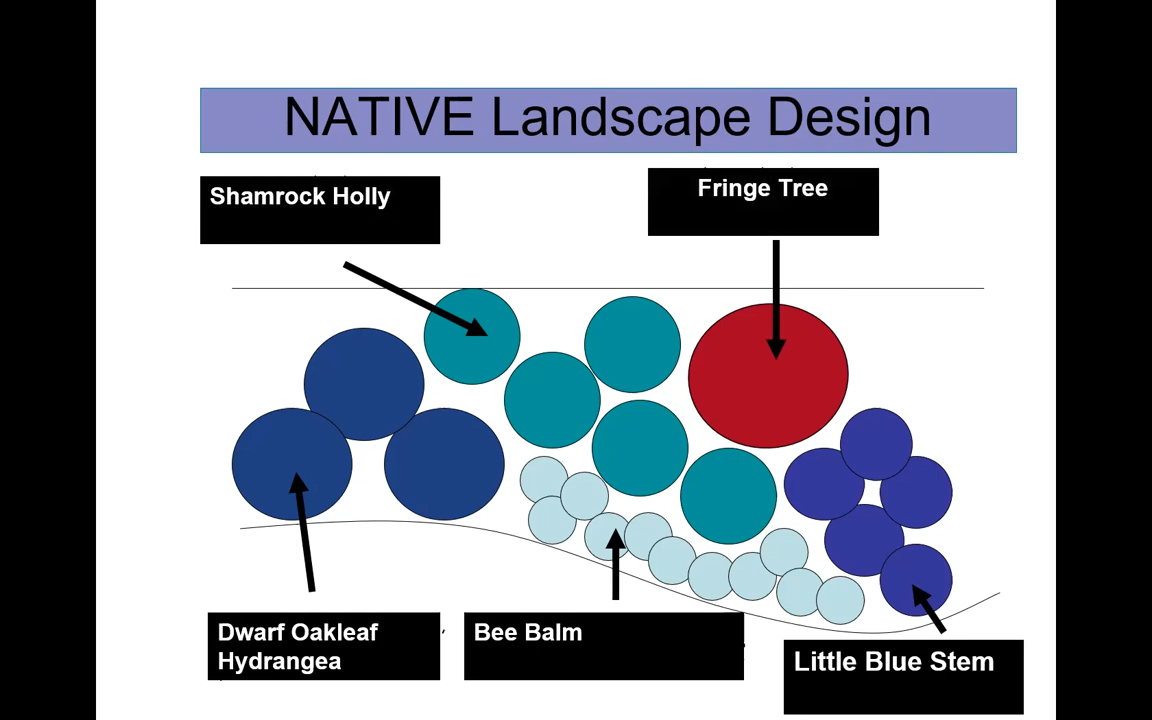 NATIVE Landscape Design
Shamrock Holly
Fringe Tree
Dwarf Oakleaf
Hydrangea
Bee Balm
Little Blue Stem